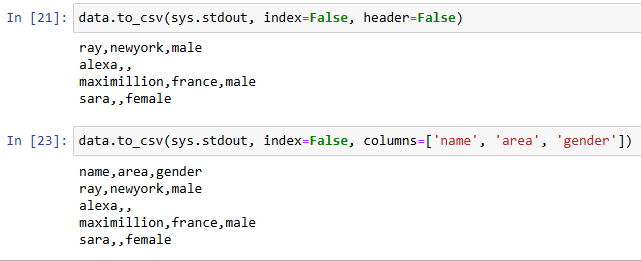 In [21]: data.to_csv(sys.stdout, index=False, header=False)
ray,newyork,male
alexa,,
maximillion,france,male
sara,,female
In [23]: data.to_csv(sys.stdout, index=False, columns=['name', 'area', 'gender'])
name,area,gender
ray,newyork,male
alexa,,
maximillion,france,male
sara,,female